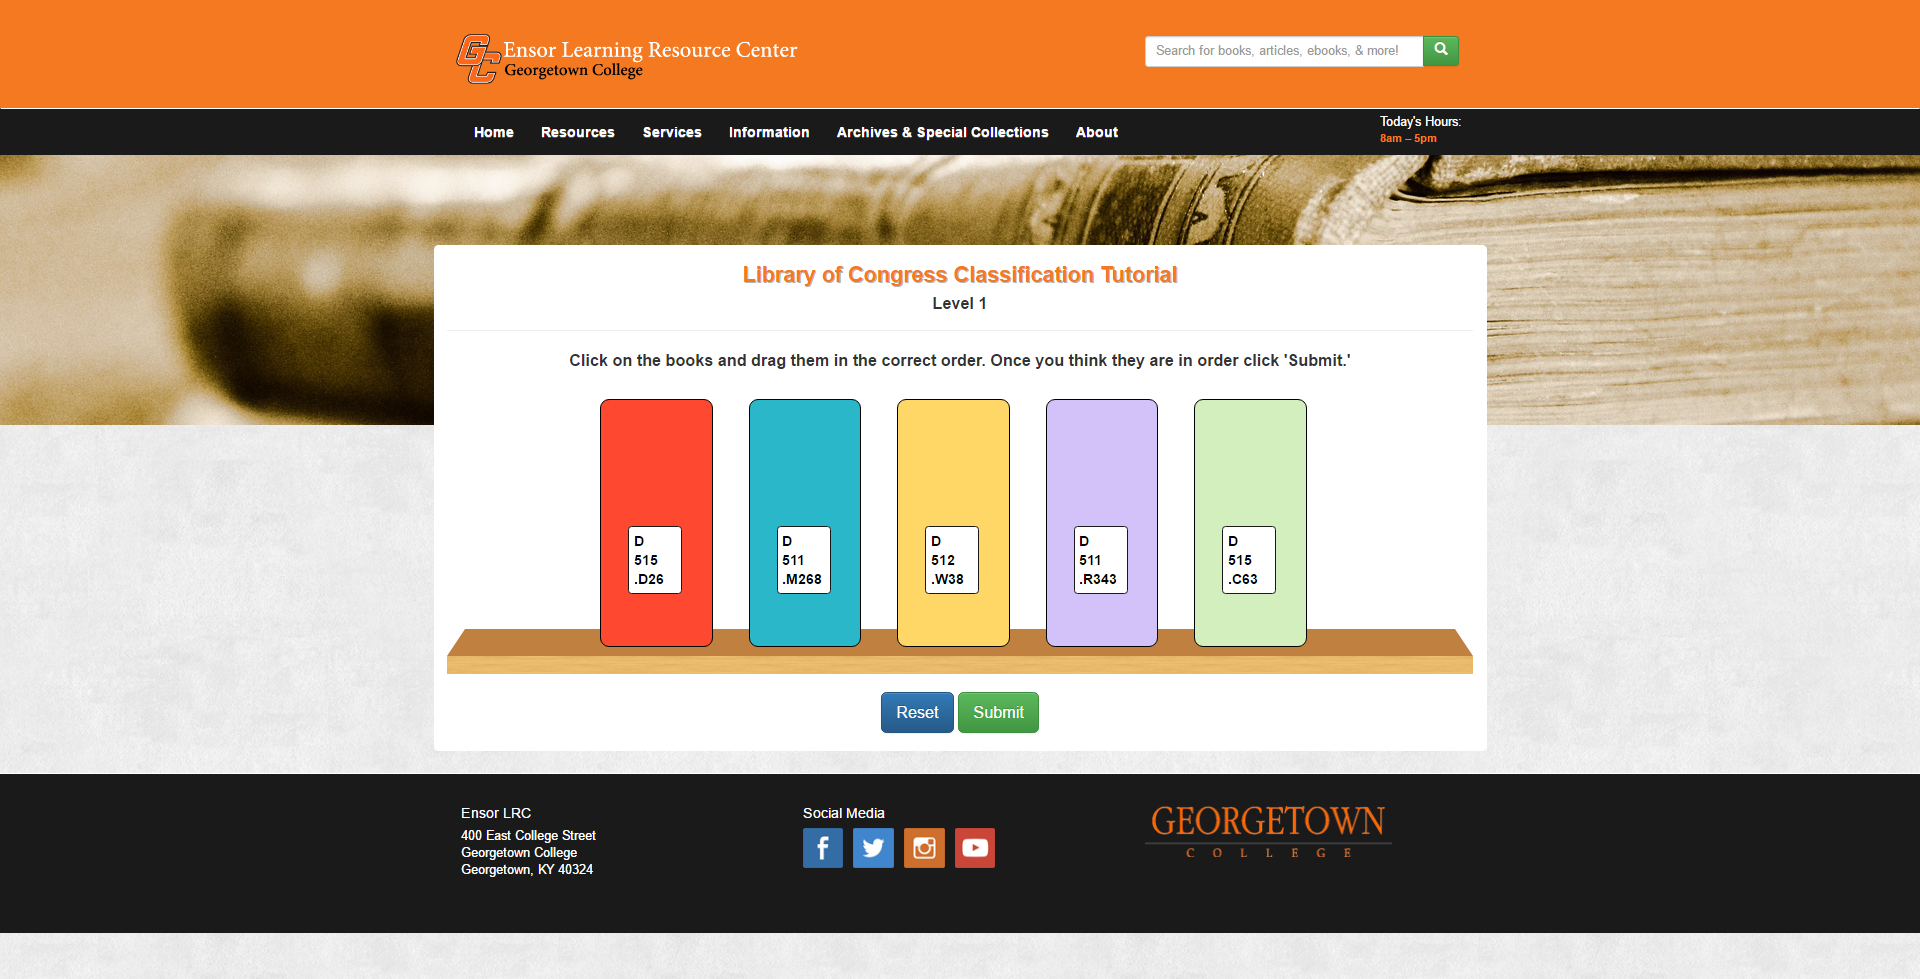 GC
Ensor Learning Resource Center
Georgetown College
Search for books, articles, ebooks, & more!
Home Resources Services Information Archives & Special Collections About
Today's Hours:
8am – 5pm
Library of Congress Classification Tutorial
Level 1
Click on the books and drag them in the correct order. Once you think they are in order click 'Submit.'
D
515
.D26
D
511
.M268
D
512
.W38
D
511
.R343
D
515
.C63
Reset Submit
Ensor LRC
400 East College Street
Georgetown College
Georgetown, KY 40324
Social Media
GEORGETOWN
COLLEGE